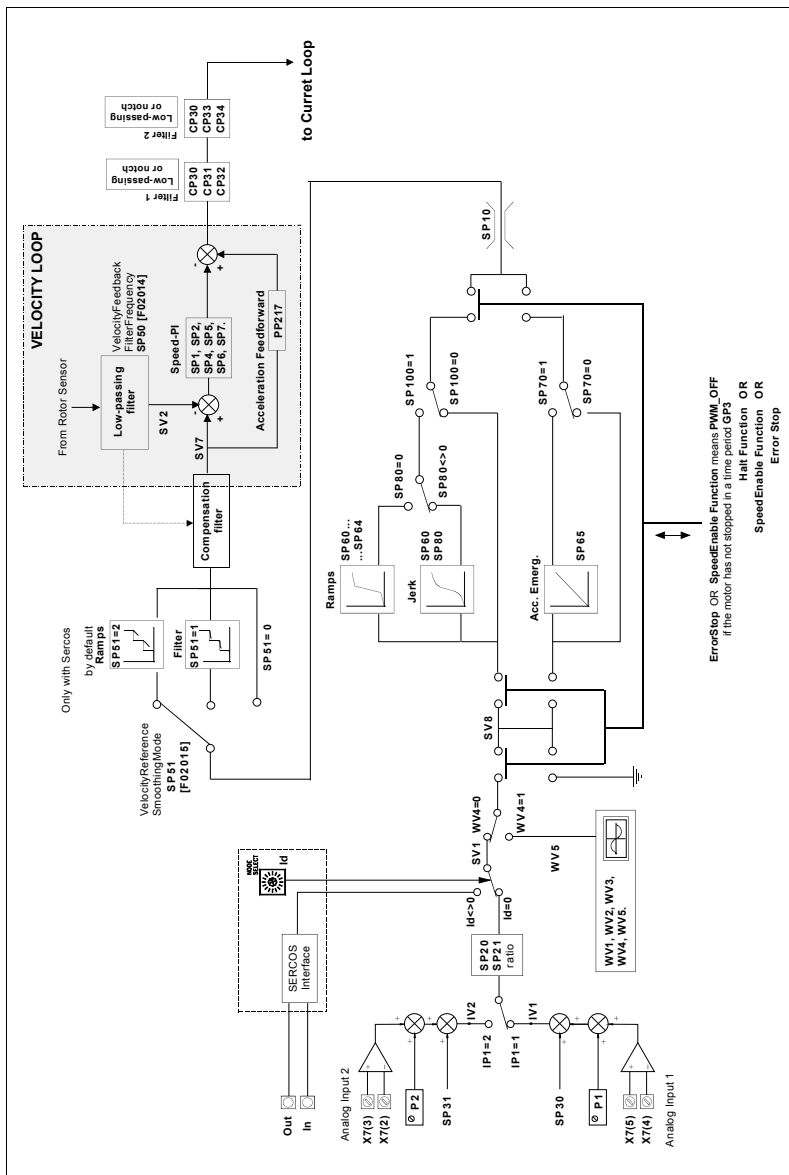 Out
In
SERCOS
Interface
NODE
SELECT
Id
Analog Input 2
X7(3)
X7(2)
+
-
P2
+
+
SP31
+
+
IV2
IP1=2
IP1=1
IV1
SP30
+
+
P1
+
+
X7(5)
X7(4)
+
-
Analog Input 1
SP20
SP21
ratio
Id<>0
Id=0
SV1
WV4=0
WV4=1
WV5
WV1, WV2, WV3,
WV4, WV5.
SV8
Ramps
SP60...
...SP64
Jerk
SP60
SP80
Acc. Emerg.
SP65
SP80=0
SP80<>0
SP100=1
SP100=0
SP70=1
SP70=0
SP10
ErrorStop OR SpeedEnable Function means PWM_OFF
if the motor has not stopped in a time period GP3
Halt Function OR
SpeedEnable Function OR
Error Stop
VelocityReference
SmoothingMode
SP51
[F02015]
Only with Sercos
by default
Ramps
SP51=2
Filter
SP51=1
SP51= 0
Compensation
filter
VELOCITY LOOP
From Rotor Sensor
Low-passing
filter
VelocityFeedback
FilterFrequency
SP50 [F02014]
SV2
SV7
-
+
Speed-PI
SP1, SP2,
SP4, SP5,
SP6, SP7.
Acceleration Feedforward
PP217
-
+
Filter 1
Low-passing
or notch
CP30
CP31
CP32
Filter 2
Low-passing
or notch
CP30
CP33
CP34
to Curret Loop